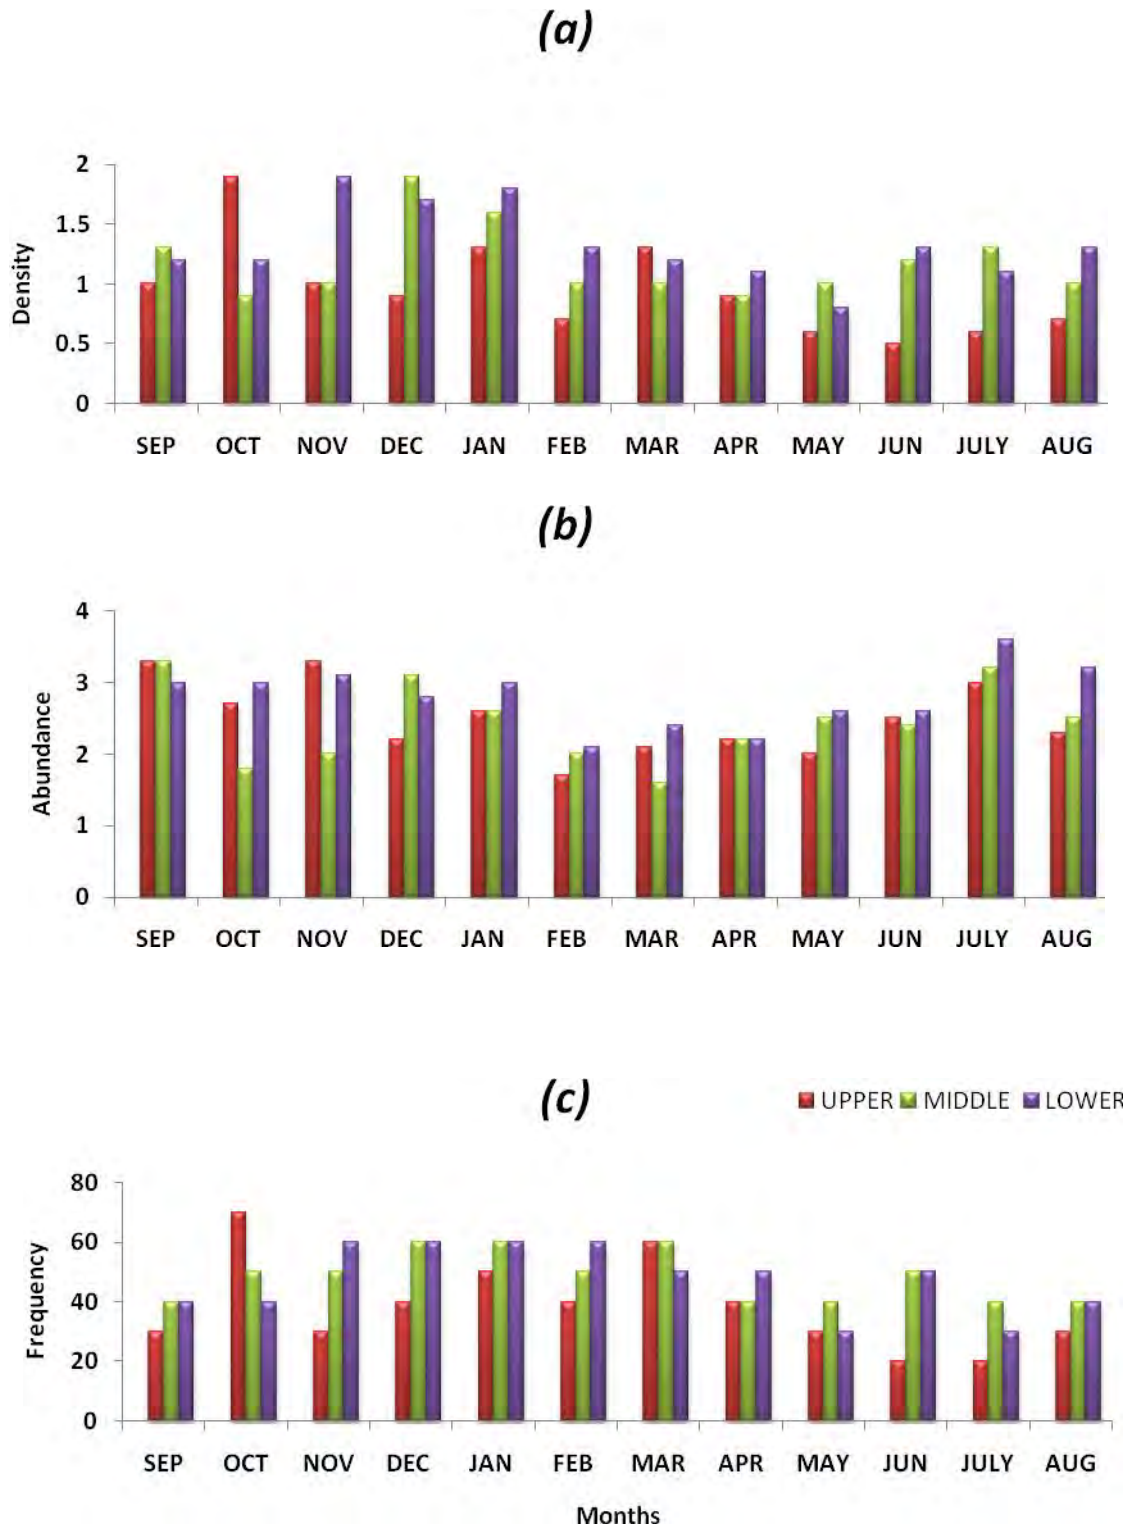 (a)
2
1.5
1
0.5
0
Density
SEP OCT NOV DEC JAN FEB MAR APR MAY JUN JULY AUG
(b)
4
3
2
1
0
Abundance
SEP OCT NOV DEC JAN FEB MAR APR MAY JUN JULY AUG
(c)
UPPER MIDDLE LOWER
80
60
40
20
0
Frequency
SEP OCT NOV DEC JAN FEB MAR APR MAY JUN JULY AUG
Months